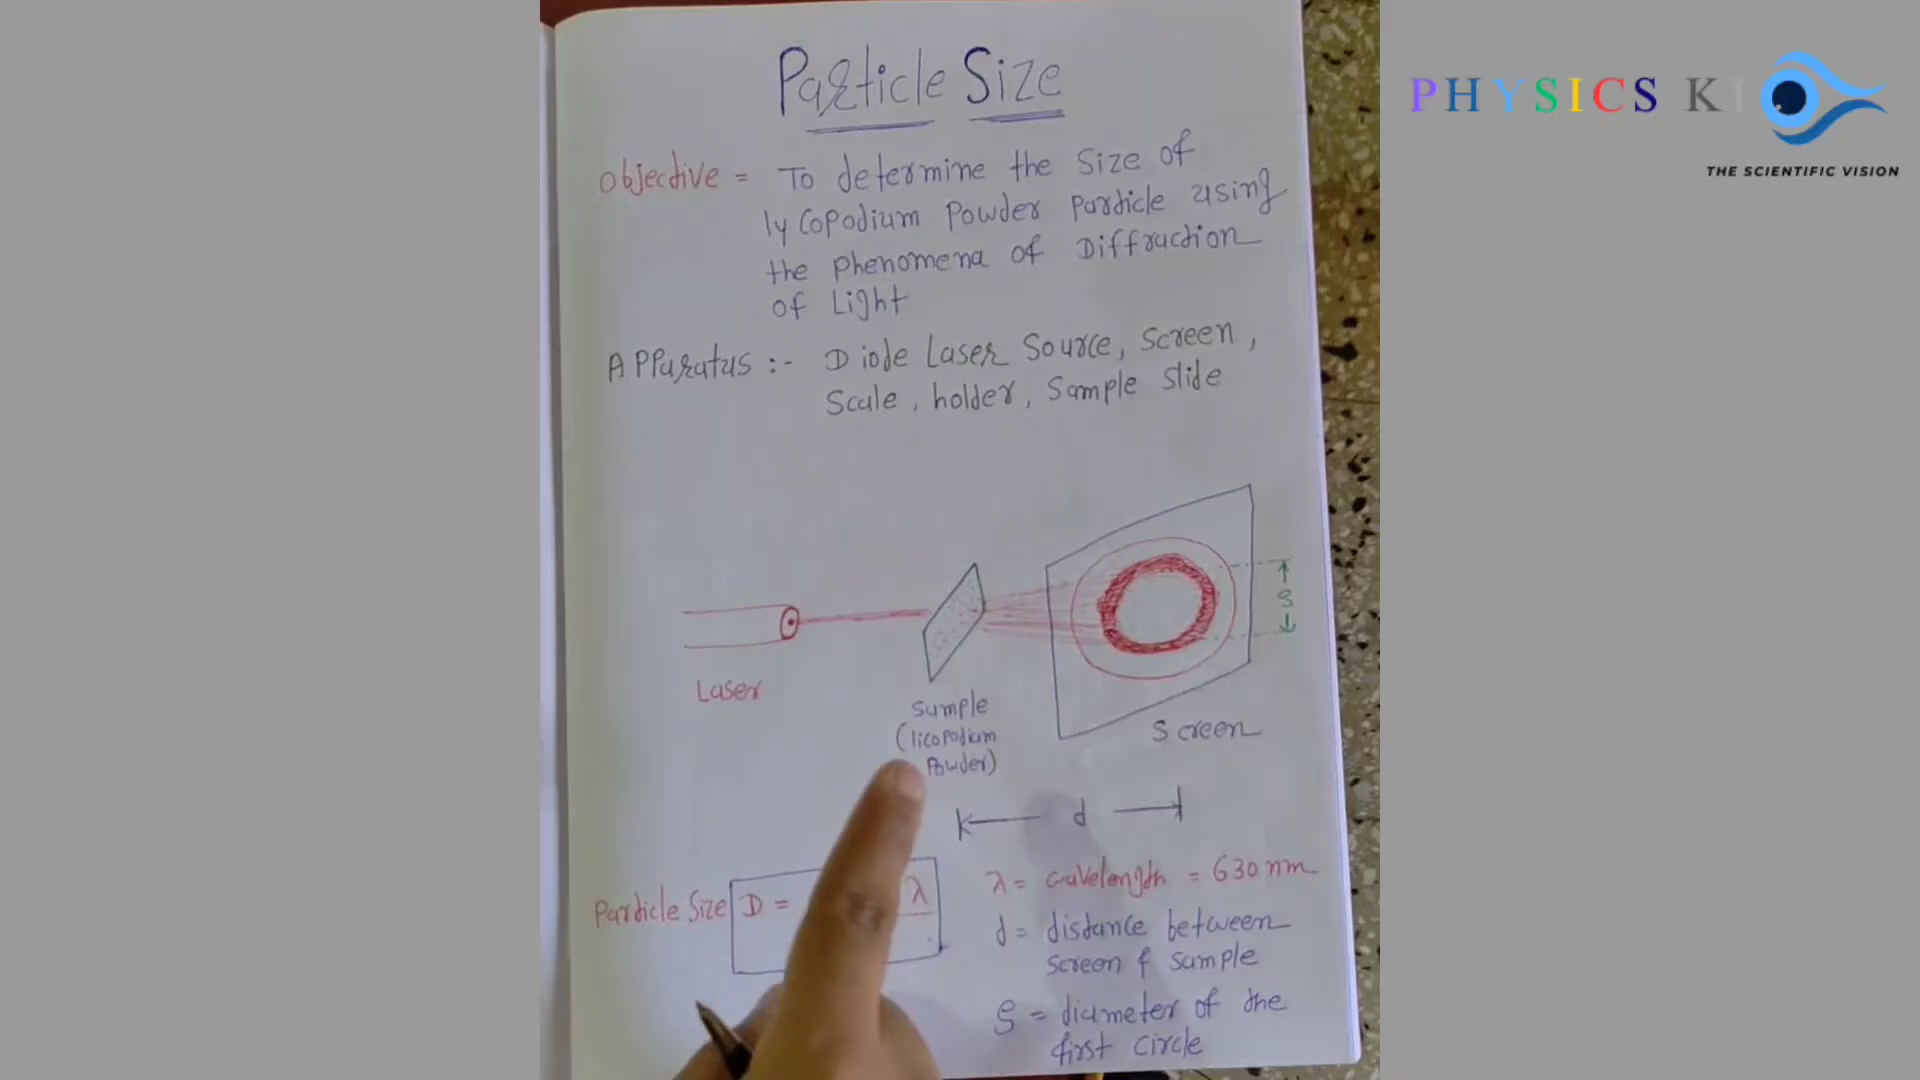 Particle Size
Objective = To determine the size of
lycopodium powder particle using
the phenomena of Diffraction
of Light
Apparatus :- Diode Laser Source, Screen,
Scale, holder, Sample slide
S
Laser
Sample
(licopodium
Powder)
Screen
d
Particle Size D = λ
λ = wavelength = 630 nm
d = distance between
screen & sample
S = diameter of the
first circle
PHYSICS K
THE SCIENTIFIC VISION